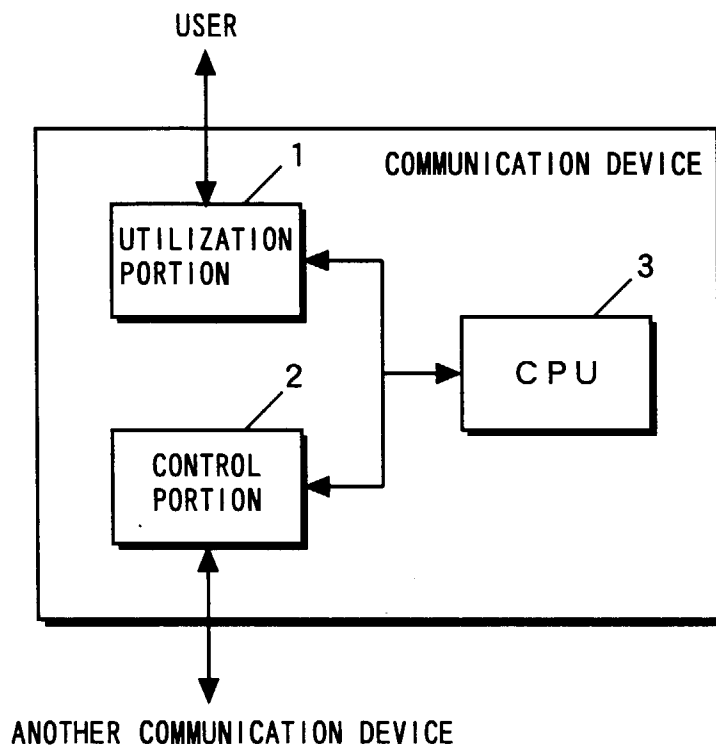 USER
COMMUNICATION DEVICE
1
UTILIZATION
PORTION
3
CPU
2
CONTROL
PORTION
ANOTHER COMMUNICATION DEVICE